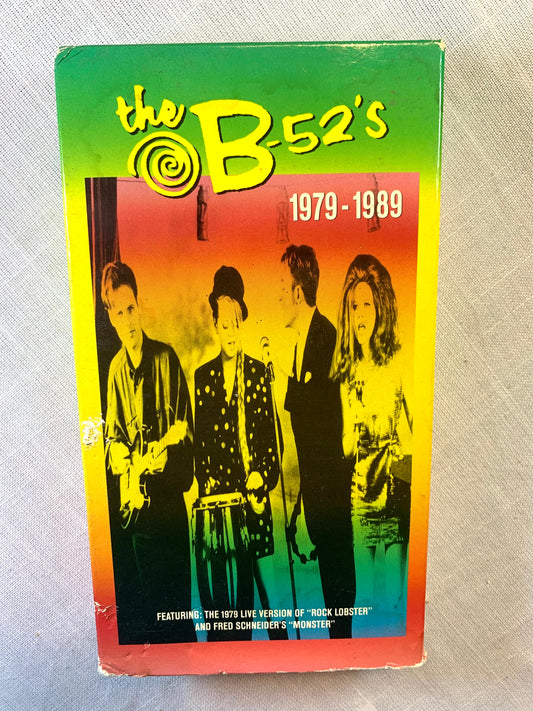 the B-52's
1979-1989
FEATURING: THE 1979 LIVE VERSION OF "ROCK LOBSTER"
AND FRED SCHNEIDER'S "MONSTER"